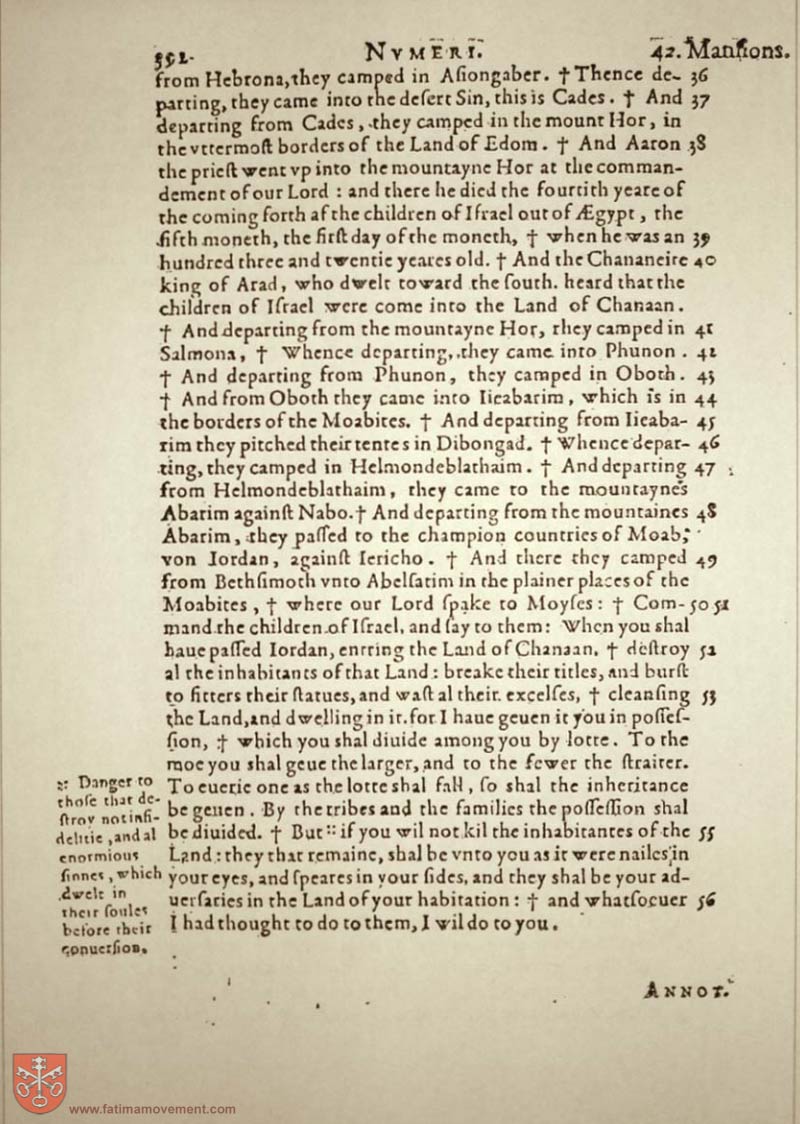 352. NVMERI. 42. Manſions.
from Hebrona, they camped in Aſiongaber. † Thence de- 36
parting, they came into the deſert Sin, this is Cades. † And 37
departing from Cades, they camped in the mount Hor, in
the vttermoſt borders of the Land of Edom. † And Aaron 38
the prieſt went vp into the mountayne Hor at the comman-
dement of our Lord : and there he died the fourtith yeare of
the coming forth af the children of Iſrael out of Ægypt, the
fifth moneth, the firſt day of the moneth, † when he was an 39
hundred three and twentie yeares old. † And the Chananeite 40
king of Arad, who dwelt toward the ſouth. heard that the
children of Iſrael were come into the Land of Chanaan.
† And departing from the mountayne Hor, they camped in 41
Salmona, † Whence departing, they came into Phunon. 42
† And departing from Phunon, they camped in Oboth. 43
† And from Oboth they came into Iieabarim, which is in 44
the borders of the Moabites. † And departing from Iieaba- 45
rim they pitched their tentes in Dibongad. † Whence depar- 46
ting, they camped in Helmondeblathaim. † And departing 47
from Helmondeblathaim, they came to the mountaynes
Abarim againſt Nabo. † And departing from the mountaines 48
Abarim, they paſſed to the champion countries of Moab,
von Iordan, againſt Iericho. † And there they camped 49
from Bethſimoth vnto Abelſatim in the plainer places of the
Moabites, † where our Lord ſpake to Moyſes: † Com- 50 51
mand the children of Iſrael, and ſay to them: When you shal
haue paſſed Iordan, entring the Land of Chanaan, † deſtroy 52
al the inhabitants of that Land : breake their titles, and burſt
to fitters their ſtatues, and waſt al their excelſes, † cleanſing 53
the Land, and dwelling in it. for I haue geuen it you in poſſeſ-
ſion, † which you shal diuide among you by lotte. To the
moe you shal geue the larger, and to the fewer the ſtraiter.
To euerie one as the lotte shal fall, ſo shal the inheritance
be geuen. By the tribes and the families the poſſeſſion shal
be diuided. † But :: if you wil not kil the inhabitantes of the 55
Land : they that remaine, shal be vnto you as it were nailes in
your eyes, and ſpeares in your ſides, and they shal be your ad-
uerſaries in the Land of your habitation : † and whatſoeuer 56
I had thought to do to them, I wil do to you.
:: Danger to
thoſe that de-
ſtroy not infi-
delitie, and al
enormious
ſinnes, which
dwelt in
their ſoules
before their
conuerſion.
ANNOT.
www.fatimamovement.com